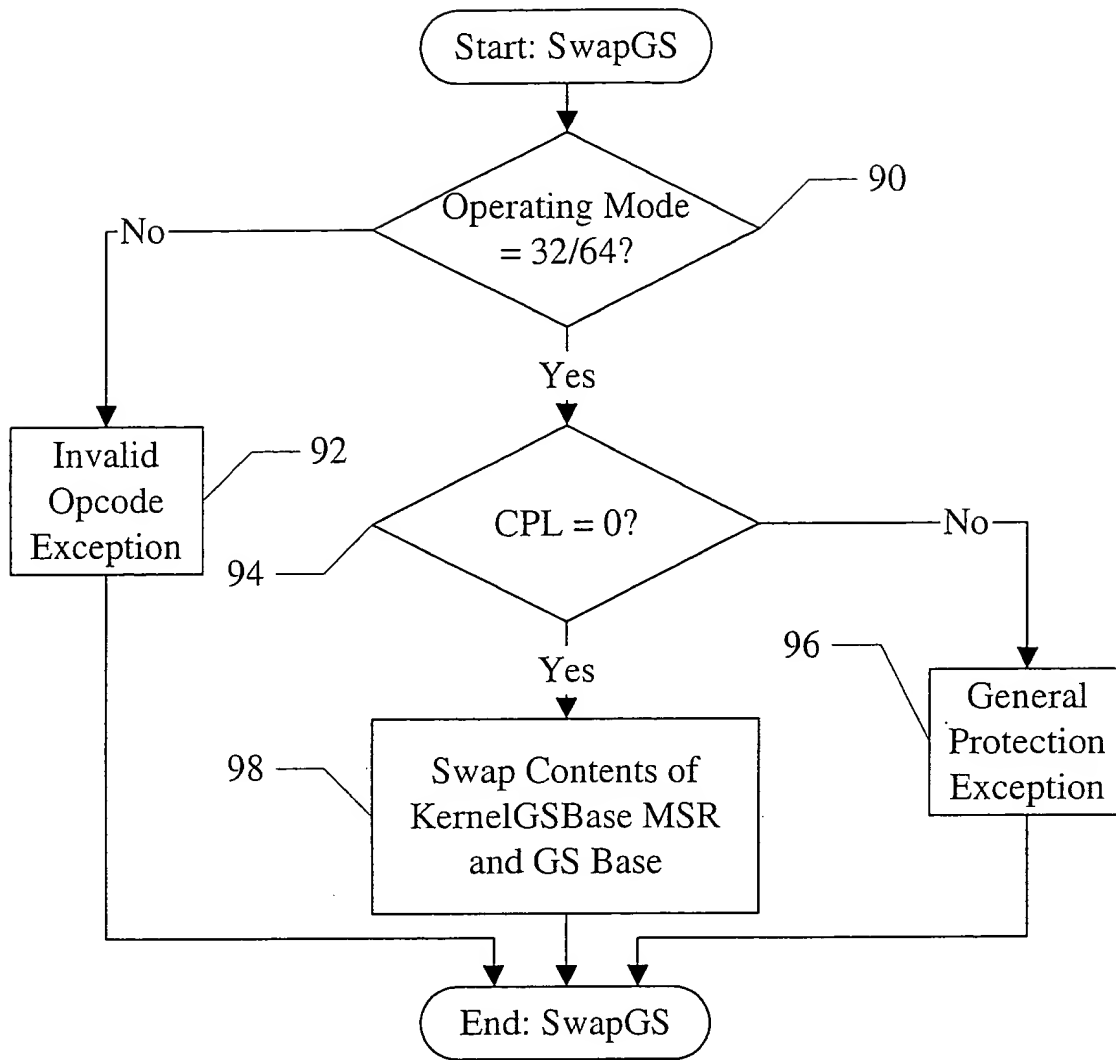 Start: SwapGS
90
Operating Mode
= 32/64?
No
Yes
Invalid
Opcode
Exception
92
CPL = 0?
94
No
Yes
96
General
Protection
Exception
98
Swap Contents of
KernelGSBase MSR
and GS Base
End: SwapGS